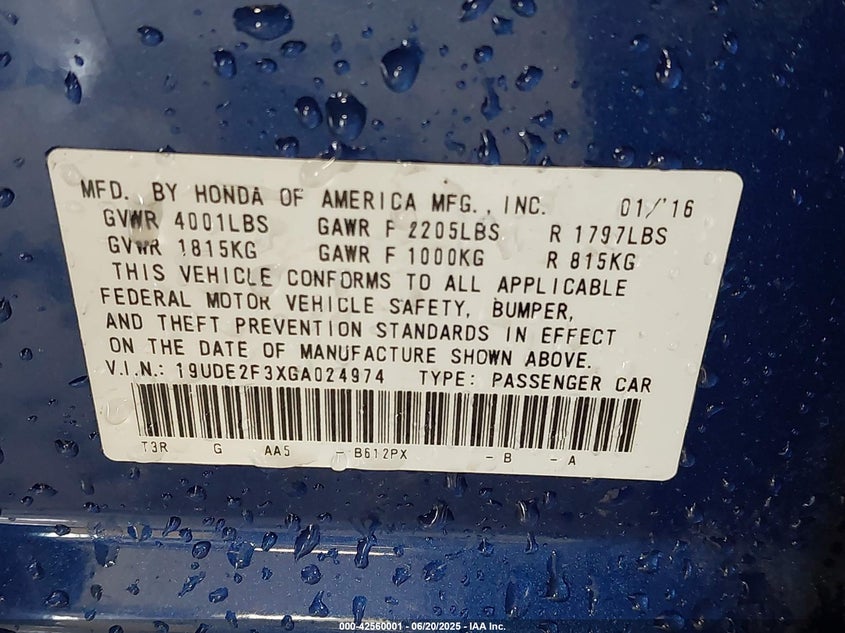 MFD. BY HONDA OF AMERICA MFG., INC. 01/'16
GVWR 4001LBS GAWR F 2205LBS R 1797LBS
GVWR 1815KG GAWR F 1000KG R 815KG
THIS VEHICLE CONFORMS TO ALL APPLICABLE
FEDERAL MOTOR VEHICLE SAFETY, BUMPER,
AND THEFT PREVENTION STANDARDS IN EFFECT
ON THE DATE OF MANUFACTURE SHOWN ABOVE.
V.I.N.: 19UDE2F3XGA024974 TYPE: PASSENGER CAR
T3R G AA5 - B612PX - B - A
000-42560001 - 06/20/2025 - IAA Inc.